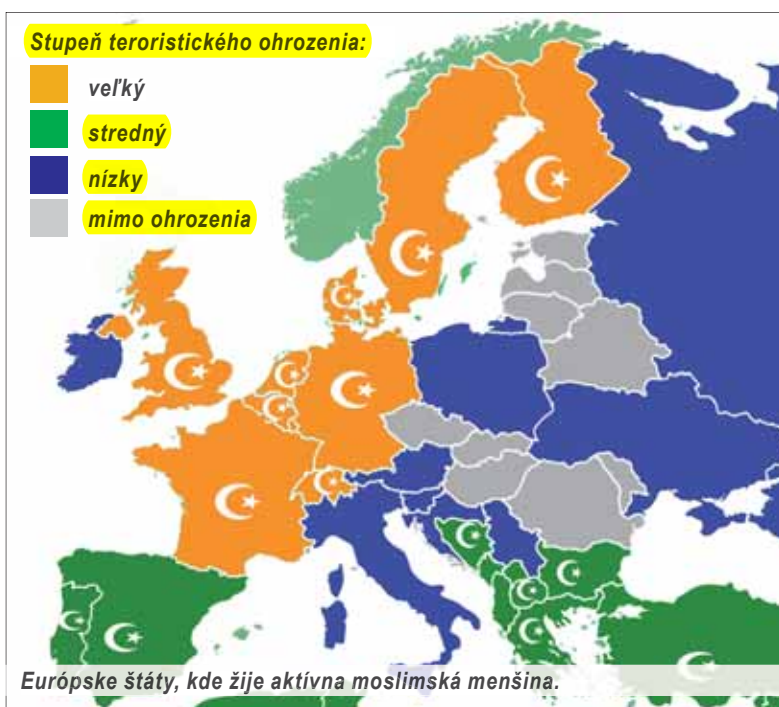 Stupeň teroristického ohrozenia:
veľký
stredný
nízky
mimo ohrozenia
Európske štáty, kde žije aktívna moslimská menšina.